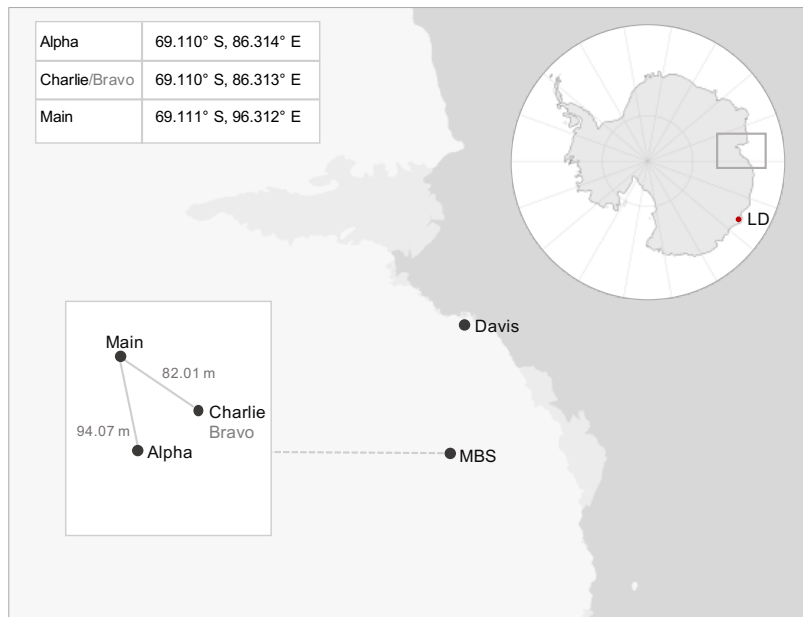 Alpha 69.110° S, 86.314° E
Charlie/Bravo 69.110° S, 86.313° E
Main 69.111° S, 96.312° E
LD
Davis
Main
82.01 m
Charlie
Bravo
94.07 m
Alpha
MBS